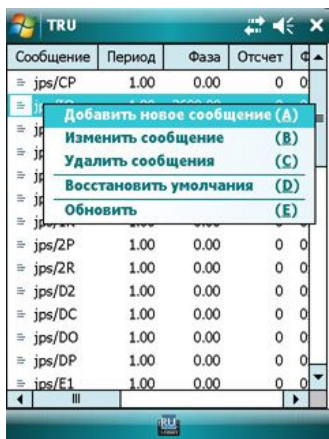 TRU
Сообщение Период Фаза Отсчет
jps/CP 1.00 0.00 0 0
Добавить новое сообщение (A)
Изменить сообщение (B)
Удалить сообщения (C)
Восстановить умолчания (D)
Обновить (E)
jps/2P 1.00 0.00 0 0
jps/2R 1.00 0.00 0 0
jps/D2 1.00 0.00 0 0
jps/DC 1.00 0.00 0 0
jps/DO 1.00 0.00 0 0
jps/DP 1.00 0.00 0 0
jps/E1 1.00 0.00 0 0
RU